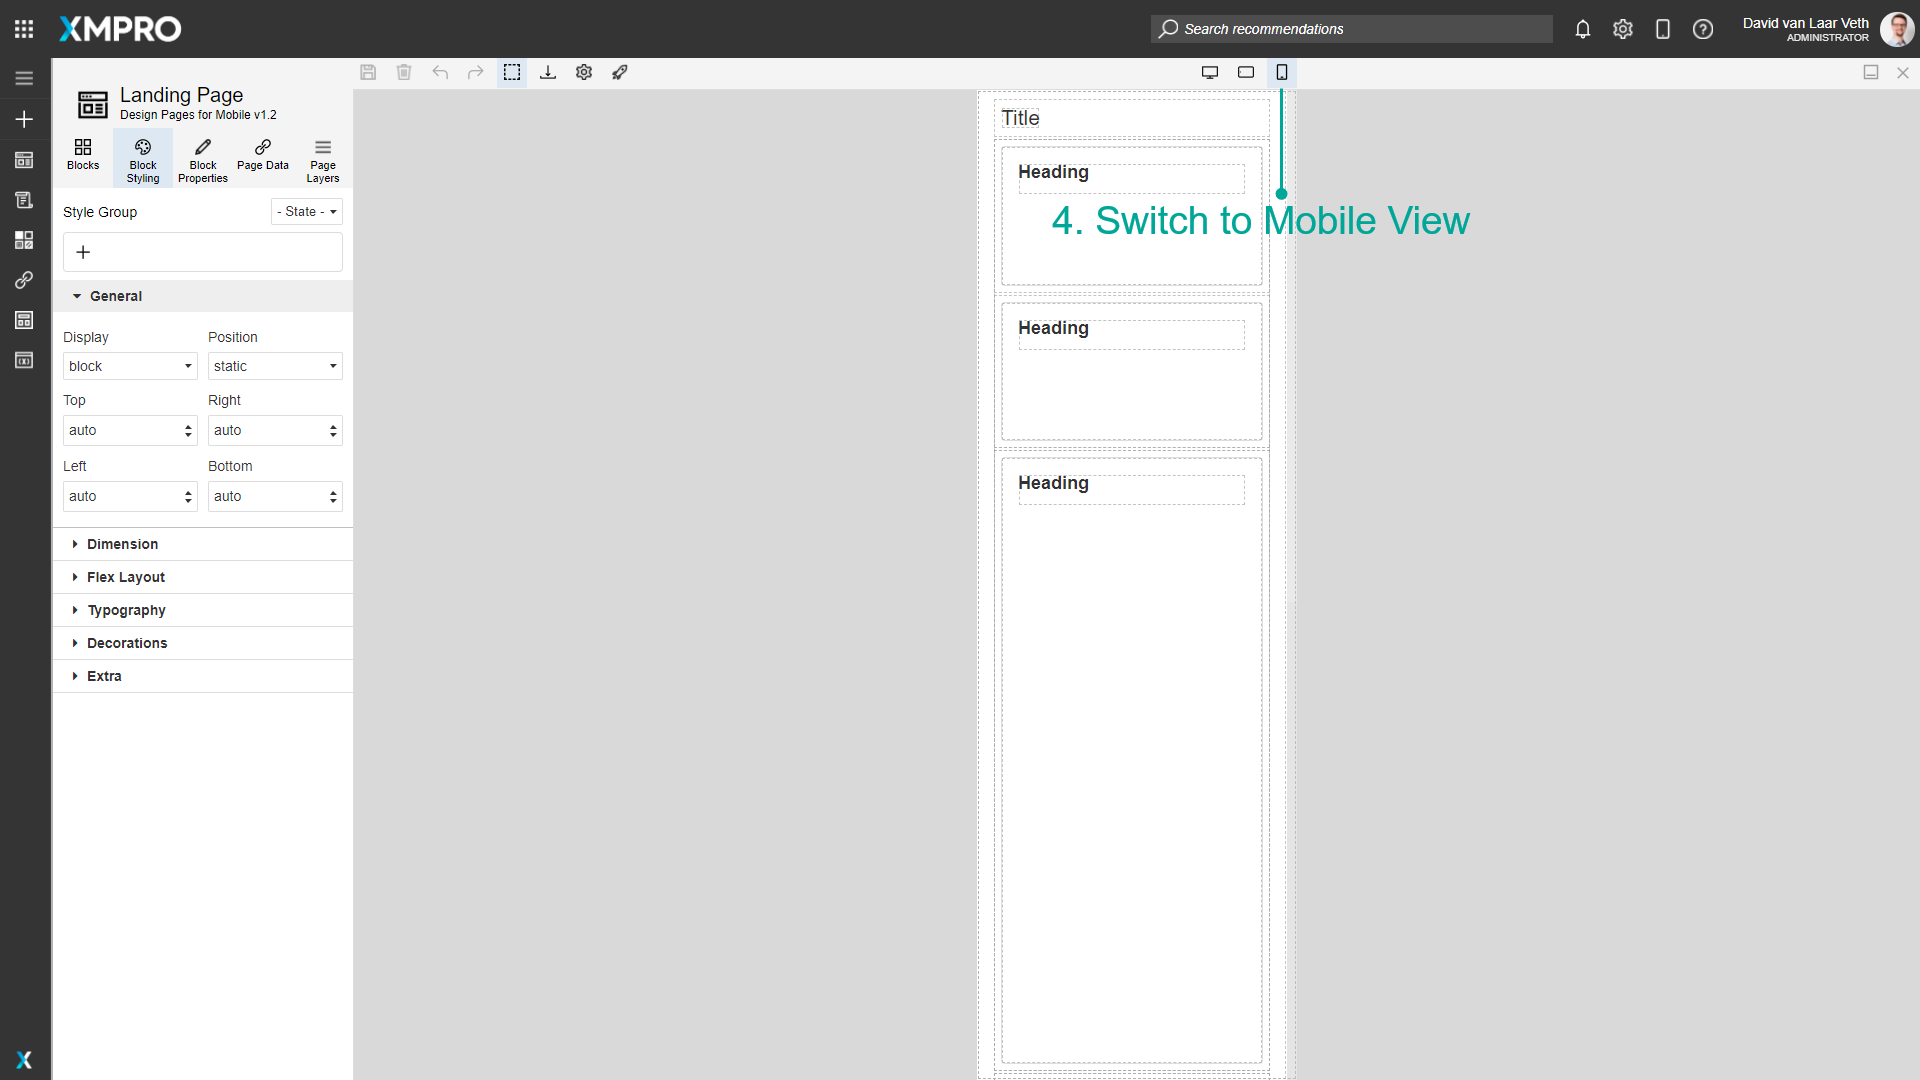 XMPRO
Search recommendations
David van Laar Veth
ADMINISTRATOR
Landing Page
Design Pages for Mobile v1.2
Blocks
Block
Styling
Block
Properties
Page Data
Page
Layers
Style Group
- State -
General
Display
Position
block
static
Top
Right
auto
auto
Left
Bottom
auto
auto
Dimension
Flex Layout
Typography
Decorations
Extra
Title
Heading
4. Switch to Mobile View
Heading
Heading